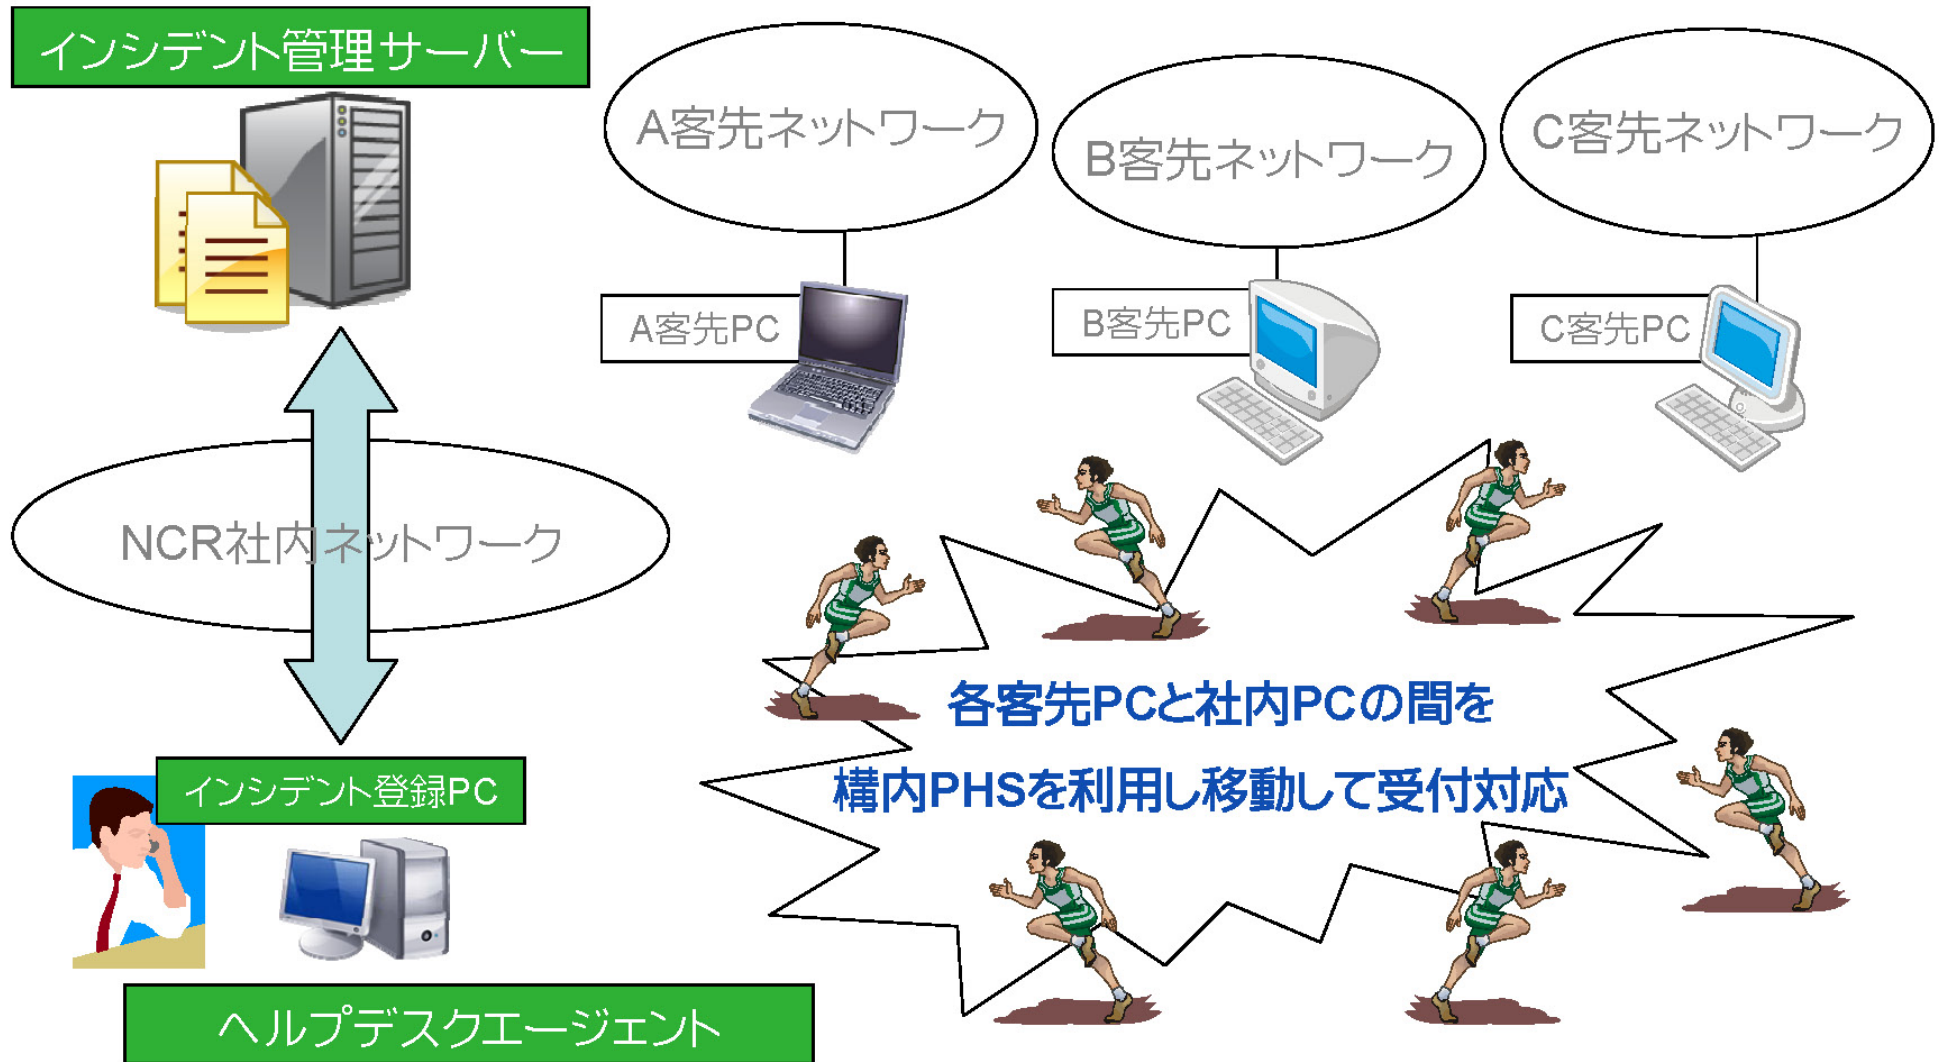 インシデント管理サーバー
A客先ネットワーク
B客先ネットワーク
C客先ネットワーク
A客先PC
B客先PC
C客先PC
NCR社内ネットワーク
各客先PCと社内PCの間を
構内PHSを利用し移動して受付対応
インシデント登録PC
ヘルプデスクエージェント